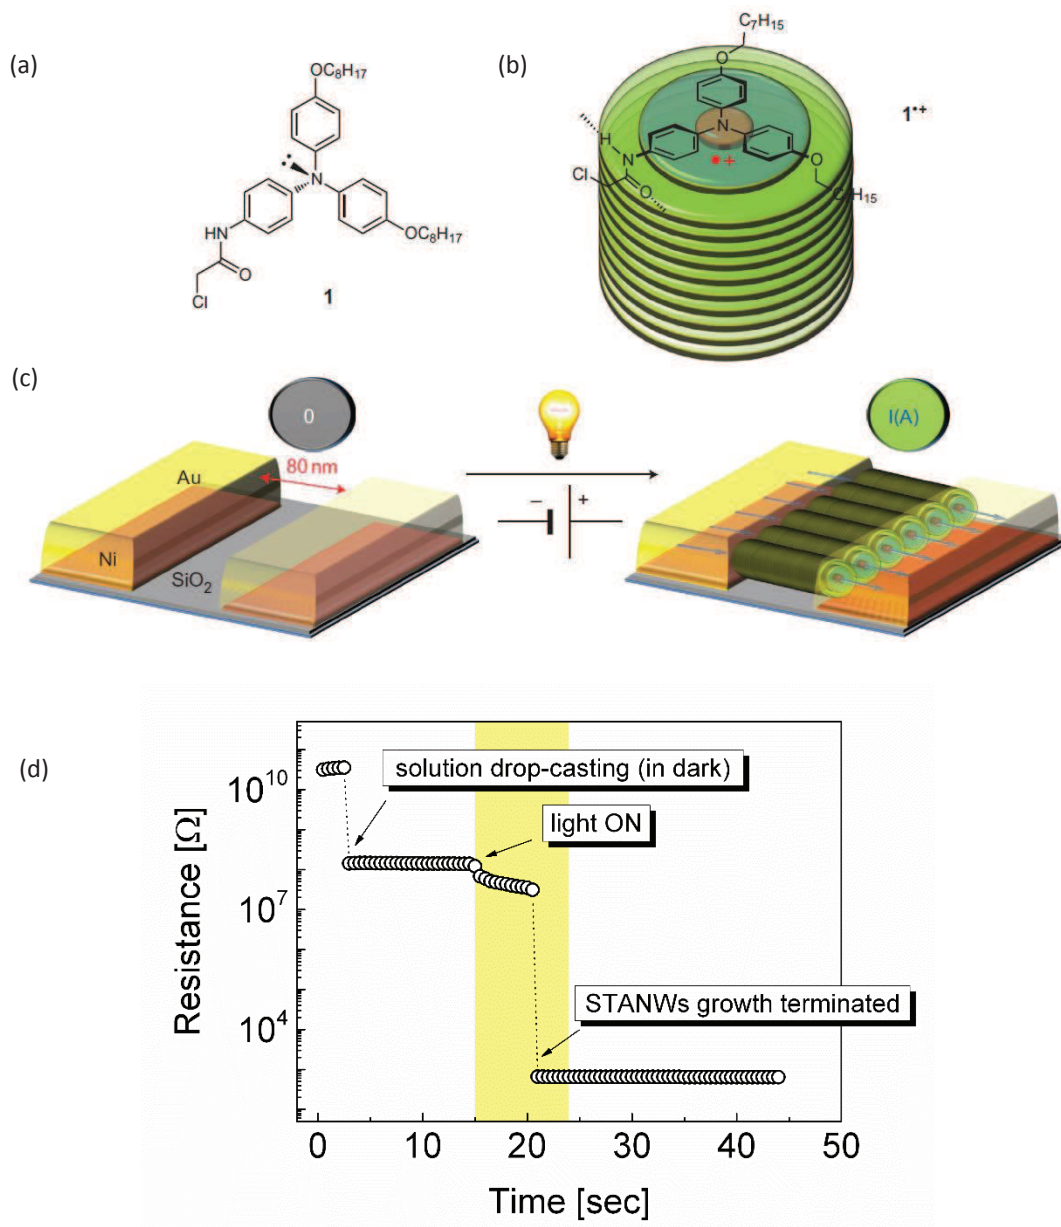 (a)
OC8H17
N
HN
O
Cl
OC8H17
1
(b)
C7H15
O
N
H
N
Cl
O
•+
O
C7H15
1•+
(c)
0
80 nm
Au
Ni
SiO2
− +
I(A)
(d)
Resistance [Ω]
10^10
10^7
10^4
solution drop-casting (in dark)
light ON
STANWs growth terminated
0 10 20 30 40 50
Time [sec]